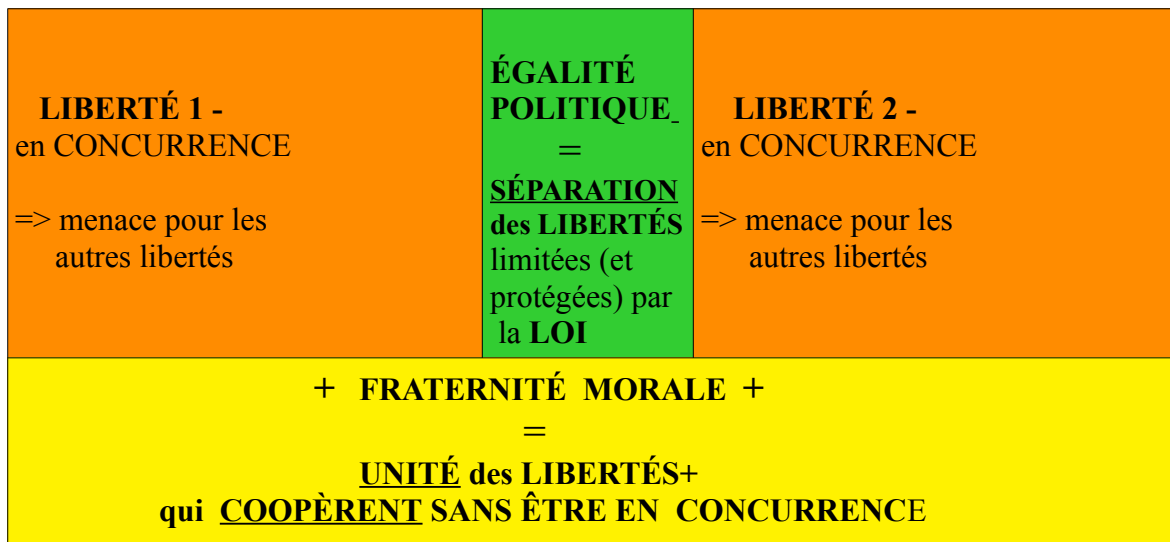 LIBERTÉ 1 -
en CONCURRENCE
=> menace pour les
autres libertés
ÉGALITÉ
POLITIQUE_
=
SÉPARATION
des LIBERTÉS
limitées (et
protégées) par
la LOI
LIBERTÉ 2 -
en CONCURRENCE
=> menace pour les
autres libertés
+ FRATERNITÉ MORALE +
=
UNITÉ des LIBERTÉS+
qui COOPÈRENT SANS ÊTRE EN CONCURRENCE